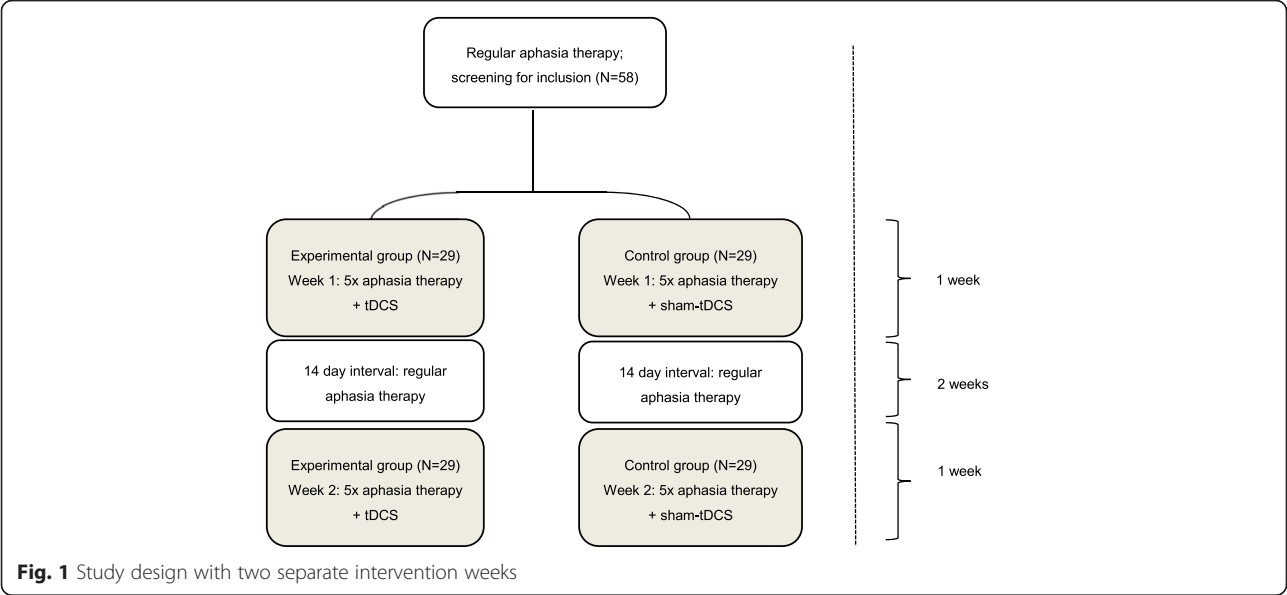 Regular aphasia therapy;
screening for inclusion (N=58)
Experimental group (N=29)
Week 1: 5x aphasia therapy
+ tDCS
Control group (N=29)
Week 1: 5x aphasia therapy
+ sham-tDCS
1 week
14 day interval: regular
aphasia therapy
14 day interval: regular
aphasia therapy
2 weeks
Experimental group (N=29)
Week 2: 5x aphasia therapy
+ tDCS
Control group (N=29)
Week 2: 5x aphasia therapy
+ sham-tDCS
1 week
Fig. 1 Study design with two separate intervention weeks